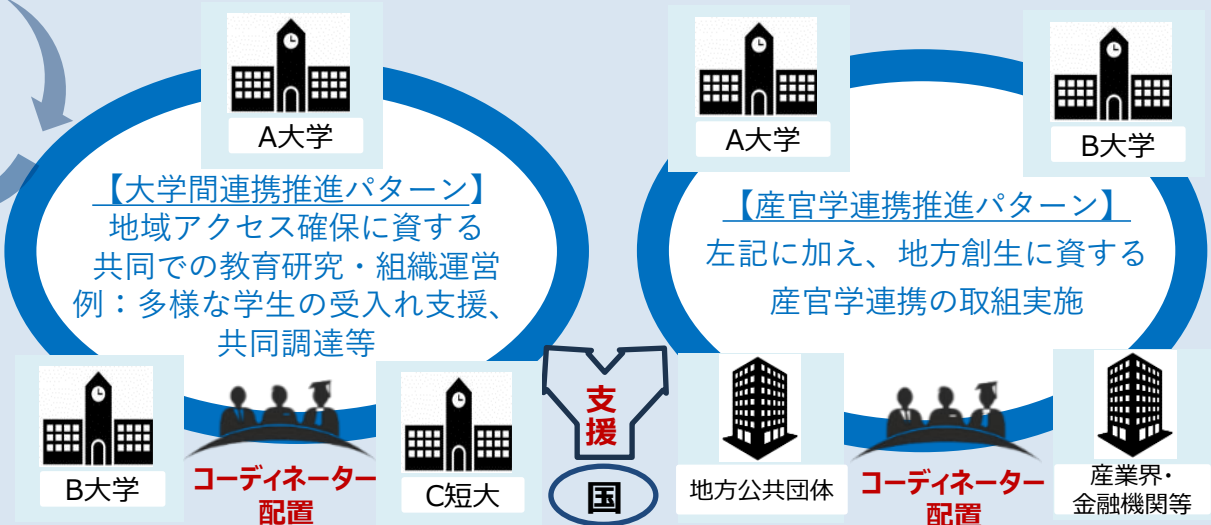 A大学
【大学間連携推進パターン】
地域アクセス確保に資する
共同での教育研究・組織運営
例：多様な学生の受入れ支援、
共同調達等
B大学
コーディネーター
配置
C短大
支
援
国
A大学
B大学
【産官学連携推進パターン】
左記に加え、地方創生に資する
産官学連携の取組実施
地方公共団体
コーディネーター
配置
産業界・
金融機関等